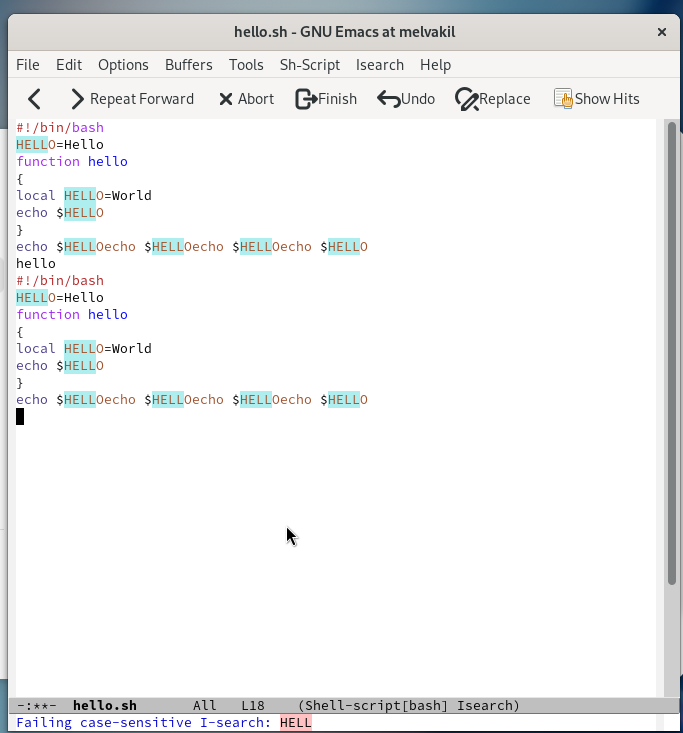 hello.sh - GNU Emacs at melvakil ×
File Edit Options Buffers Tools Sh-Script Isearch Help
Repeat Forward Abort Finish Undo Replace Show Hits
#!/bin/bash
HELLO=Hello
function hello
{
local HELLO=World
echo $HELLO
}
echo $HELLOecho $HELLOecho $HELLOecho $HELLO
hello
#!/bin/bash
HELLO=Hello
function hello
{
local HELLO=World
echo $HELLO
}
echo $HELLOecho $HELLOecho $HELLOecho $HELLO
-:**- hello.sh All L18 (Shell-script[bash] Isearch)
Failing case-sensitive I-search: HELL